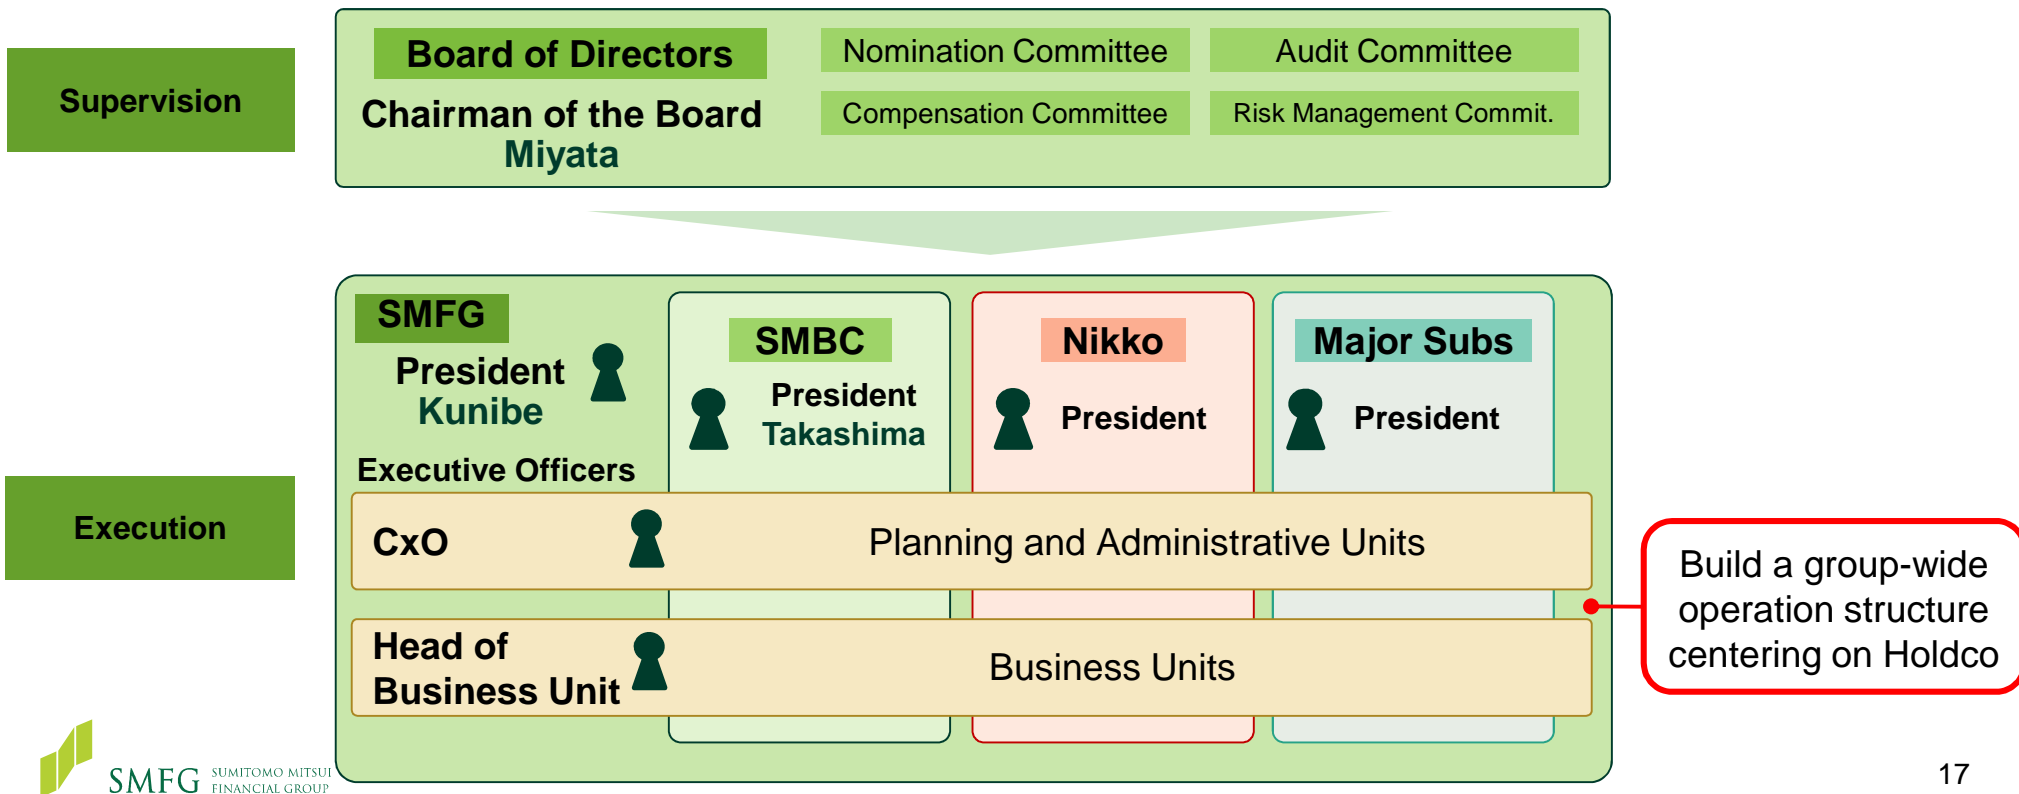 Supervision
Board of Directors
Chairman of the Board
Miyata
Nomination Committee
Audit Committee
Compensation Committee
Risk Management Commit.
Execution
SMFG
President
Kunibe
Executive Officers
SMBC
President
Takashima
Nikko
President
Major Subs
President
CxO
Planning and Administrative Units
Head of
Business Unit
Business Units
Build a group-wide
operation structure
centering on Holdco
SMFG
SUMITOMO MITSUI
FINANCIAL GROUP
17